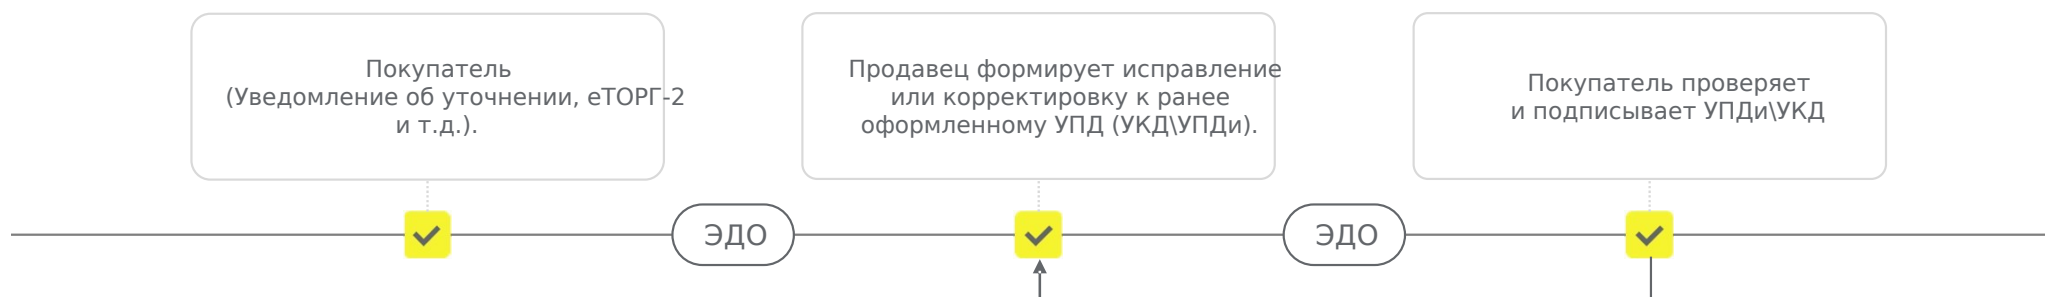 Покупатель
(Уведомление об уточнении, еТОРГ-2
и т.д.).
Продавец формирует исправление
или корректировку к ранее
оформленному УПД (УКД\УПДи).
Покупатель проверяет
и подписывает УПДи\УКД
ЭДО
ЭДО